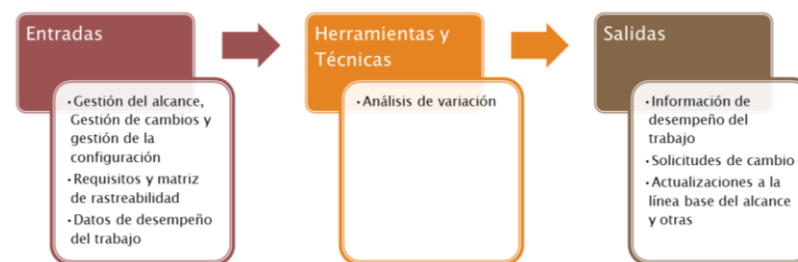 Entradas
·Gestión del alcance,
Gestión de cambios y
gestión de la
configuración
·Requisitos y matriz
de rastreabilidad
·Datos de desempeño
del trabajo
Herramientas y
Técnicas
·Análisis de variación
Salidas
·Información de
desempeño del
trabajo
·Solicitudes de cambio
·Actualizaciones a la
línea base del alcance
y otras